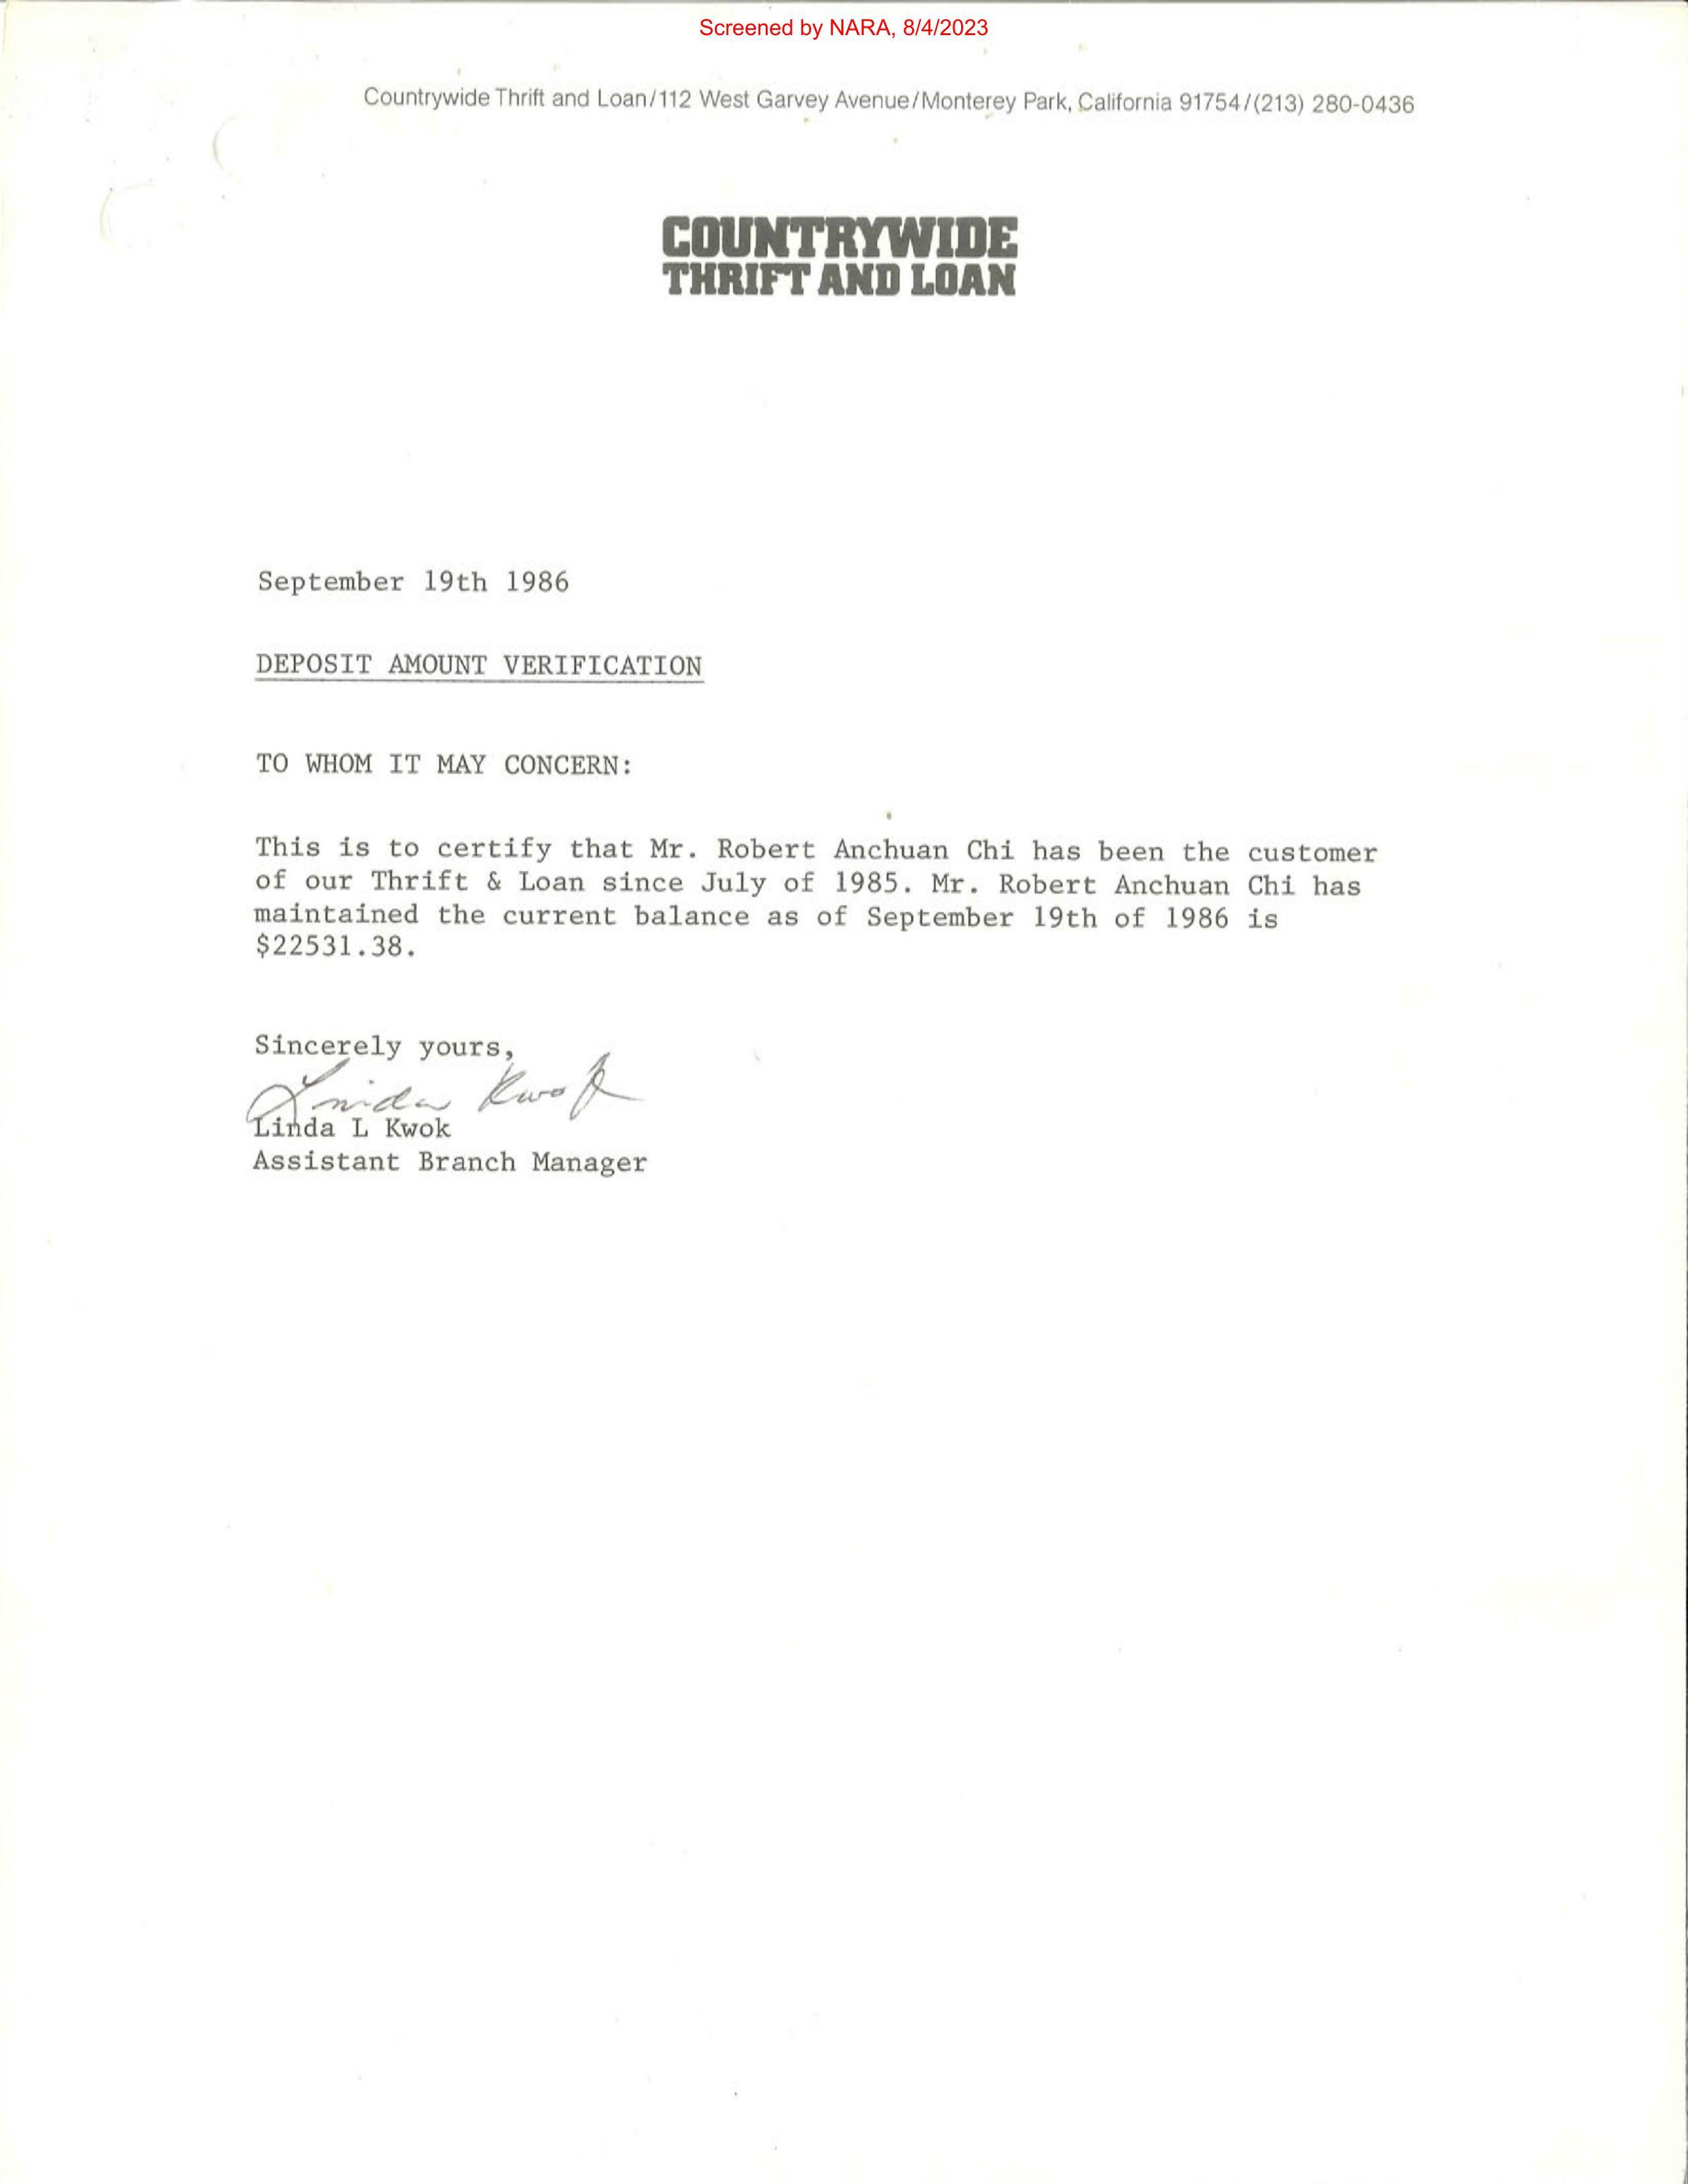 Screened by NARA, 8/4/2023
Countrywide Thrift and Loan/112 West Garvey Avenue/Monterey Park, California 91754/(213) 280-0436
COUNTRYWIDE
THRIFT AND LOAN
September 19th 1986
DEPOSIT AMOUNT VERIFICATION
TO WHOM IT MAY CONCERN:
This is to certify that Mr. Robert Anchuan Chi has been the customer
of our Thrift & Loan since July of 1985. Mr. Robert Anchuan Chi has
maintained the current balance as of September 19th of 1986 is
$22531.38.
Sincerely yours,
Linda Kwok
Linda L Kwok
Assistant Branch Manager